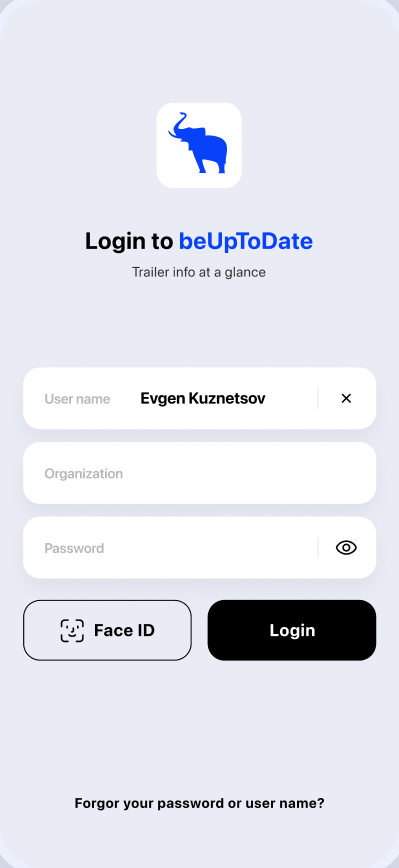 Login to beUpToDate
Trailer info at a glance
User name Evgen Kuznetsov
Organization
Password
Face ID
Login
Forgor your password or user name?